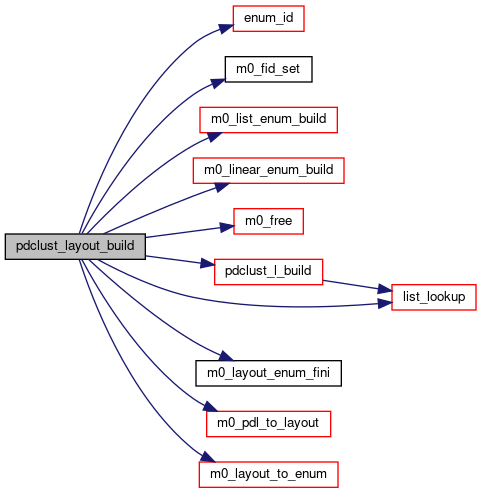 enum_id
m0_fid_set
m0_list_enum_build
m0_linear_enum_build
m0_free
pdclust_layout_build
pdclust_l_build
list_lookup
m0_layout_enum_fini
m0_pdl_to_layout
m0_layout_to_enum